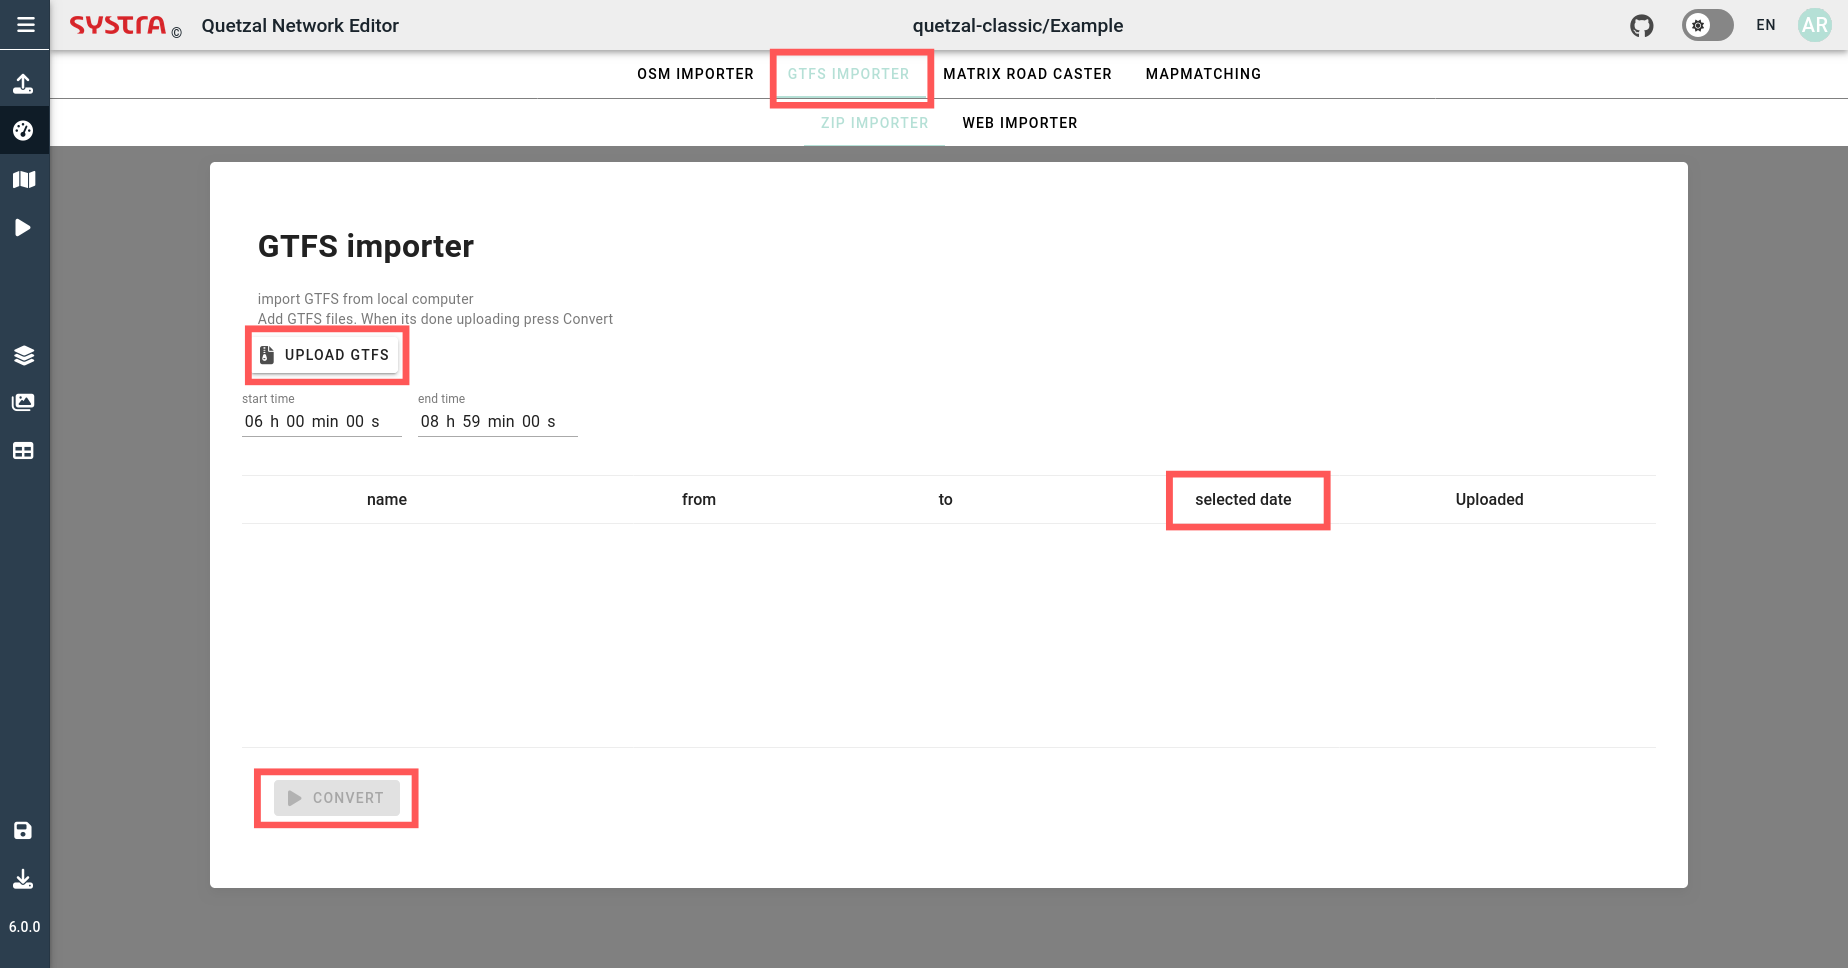 SYSTRA © Quetzal Network Editor quetzal-classic/Example EN AR
OSM IMPORTER GTFS IMPORTER MATRIX ROAD CASTER MAPMATCHING
ZIP IMPORTER WEB IMPORTER
GTFS importer
import GTFS from local computer
Add GTFS files. When its done uploading press Convert
UPLOAD GTFS
start time end time
06 h 00 min 00 s 08 h 59 min 00 s
name from to selected date Uploaded
CONVERT
6.0.0